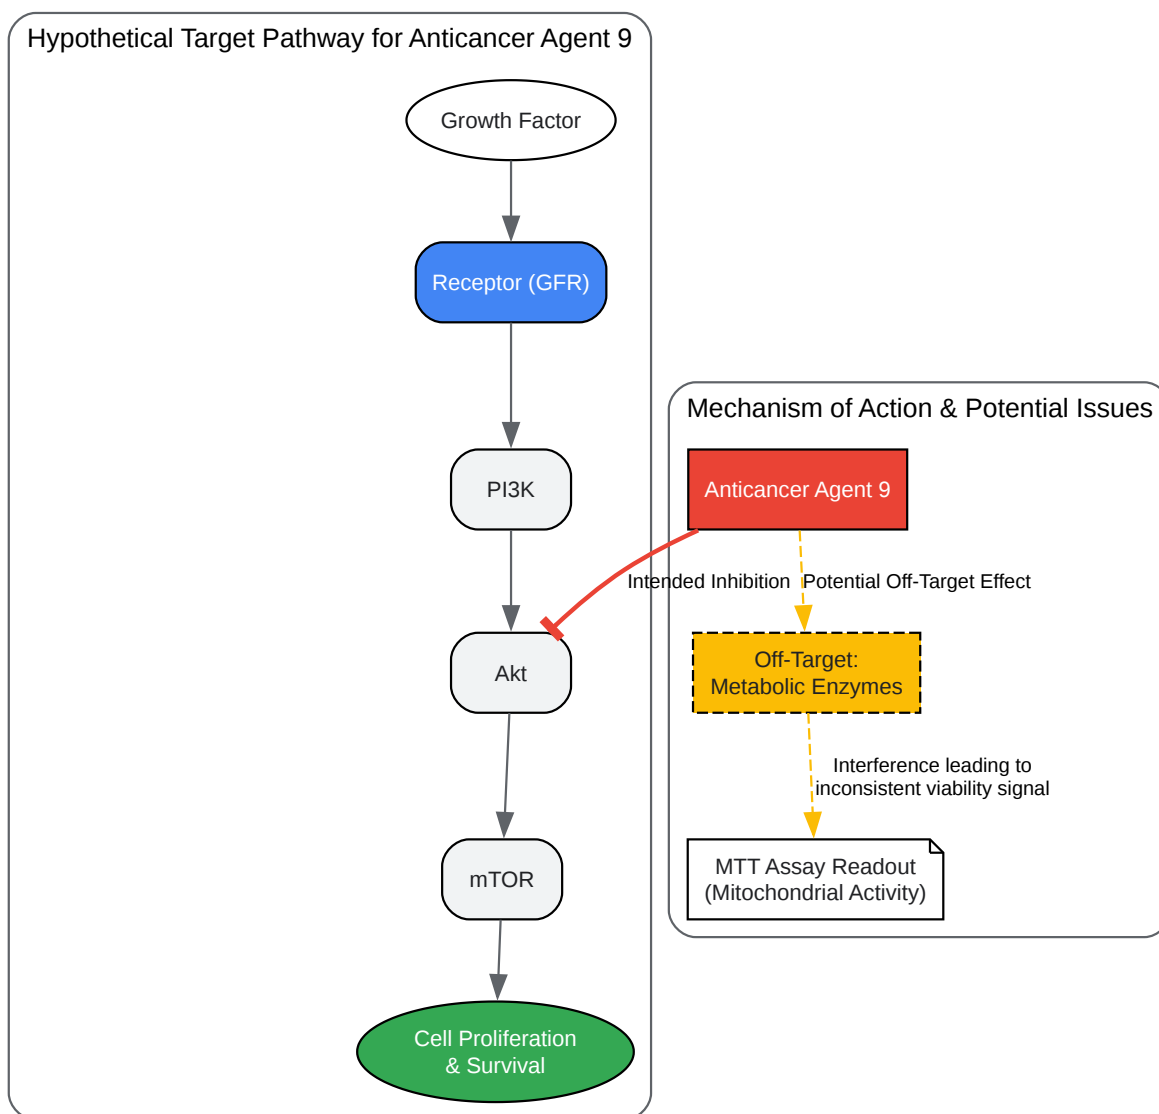 Hypothetical Target Pathway for Anticancer Agent 9
Growth Factor
Receptor (GFR)
PI3K
Akt
mTOR
Cell Proliferation
& Survival
Mechanism of Action & Potential Issues
Anticancer Agent 9
Intended Inhibition
Potential Off-Target Effect
Off-Target:
Metabolic Enzymes
Interference leading to
inconsistent viability signal
MTT Assay Readout
(Mitochondrial Activity)